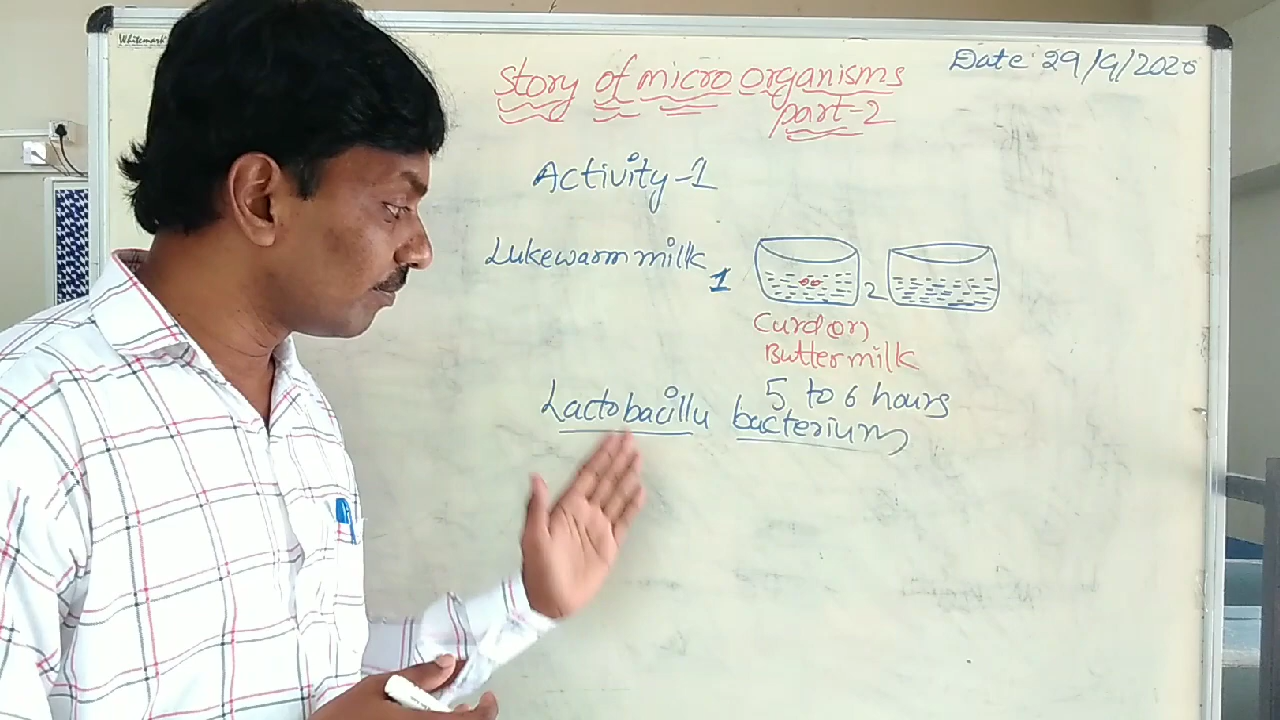 Whitemark
Date 29/9/2020
Story of micro organisms
part-2
Activity-1
Lukewarm milk
1
2
Curd (or)
Buttermilk
5 to 6 hours
Lactobacillu bacterium